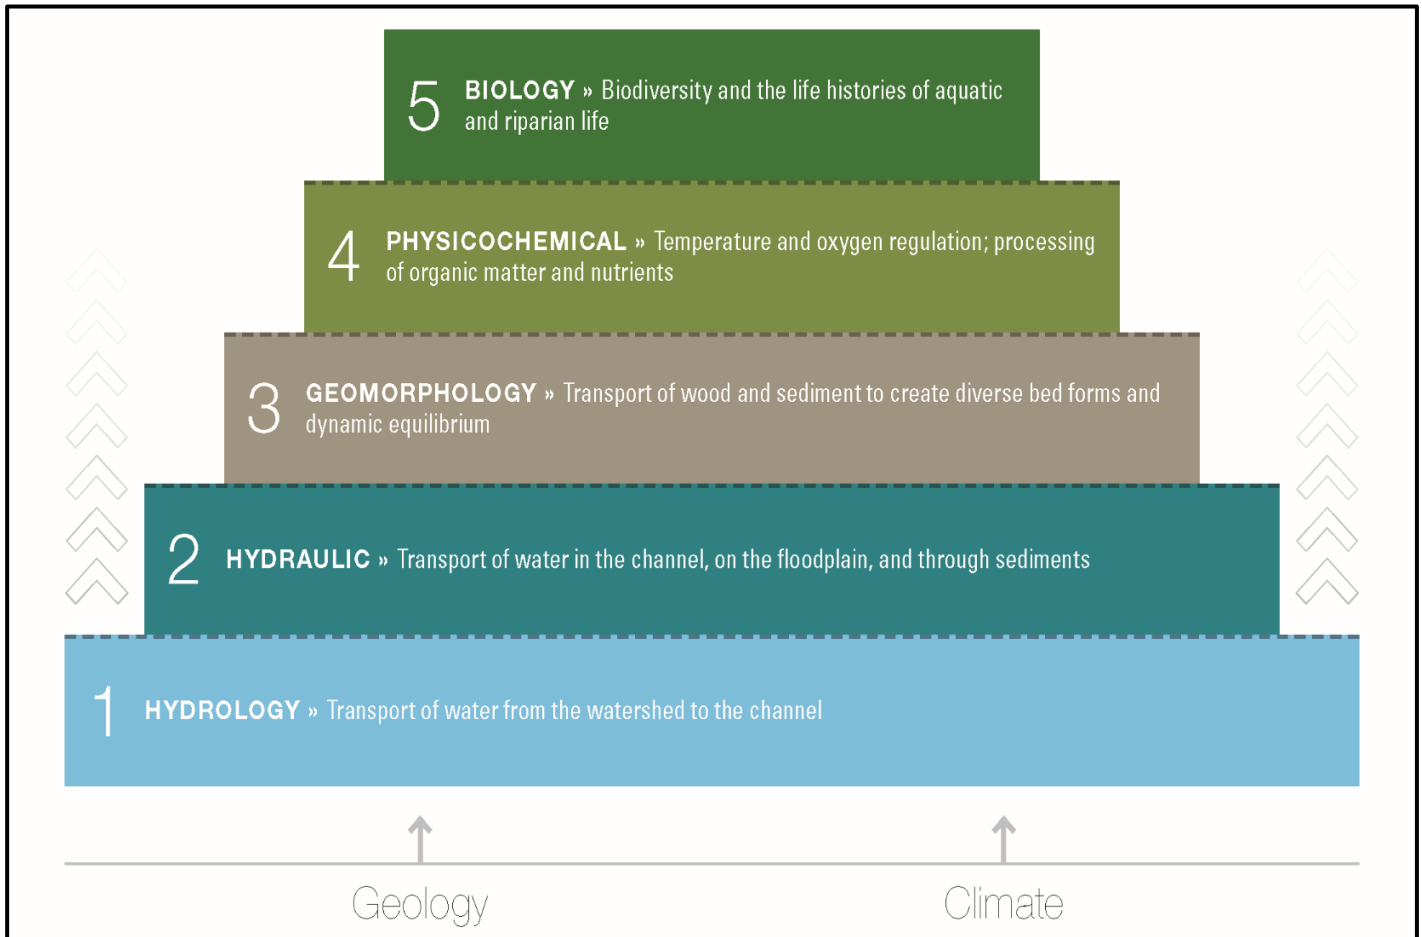 5 BIOLOGY » Biodiversity and the life histories of aquatic
and riparian life
4 PHYSICOCHEMICAL » Temperature and oxygen regulation; processing
of organic matter and nutrients
3 GEOMORPHOLOGY » Transport of wood and sediment to create diverse bed forms and
dynamic equilibrium
2 HYDRAULIC » Transport of water in the channel, on the floodplain, and through sediments
1 HYDROLOGY » Transport of water from the watershed to the channel
Geology
Climate